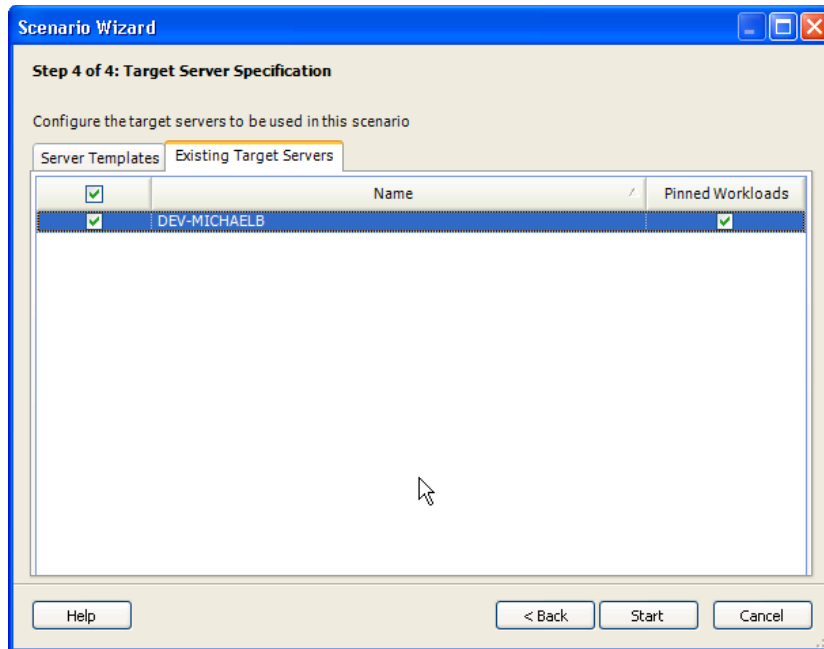 Scenario Wizard
Step 4 of 4: Target Server Specification
Configure the target servers to be used in this scenario
Server Templates Existing Target Servers
Name Pinned Workloads
DEV-MICHAELB
Help < Back Start Cancel